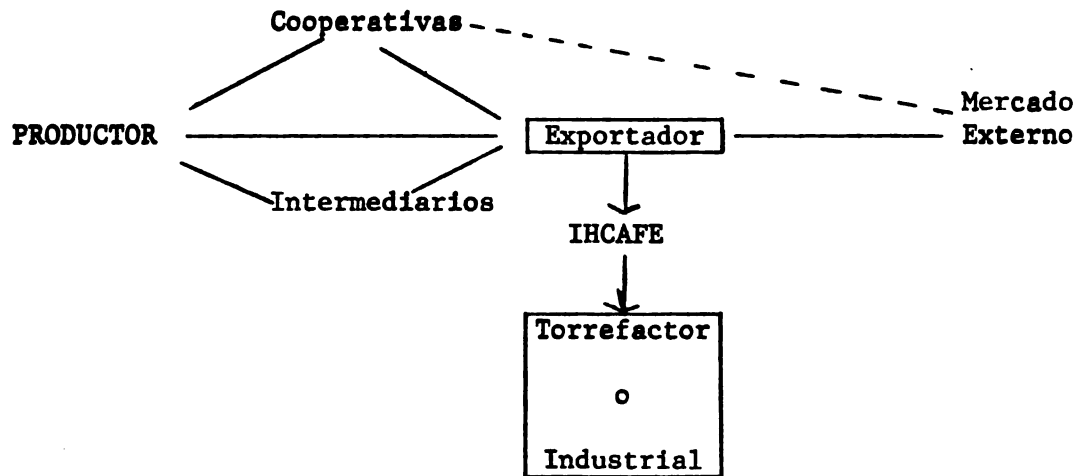 Cooperativas
Mercado
PRODUCTOR
Exportador
Externo
Intermediarios
IHCAFE
Torrefactor
o
Industrial